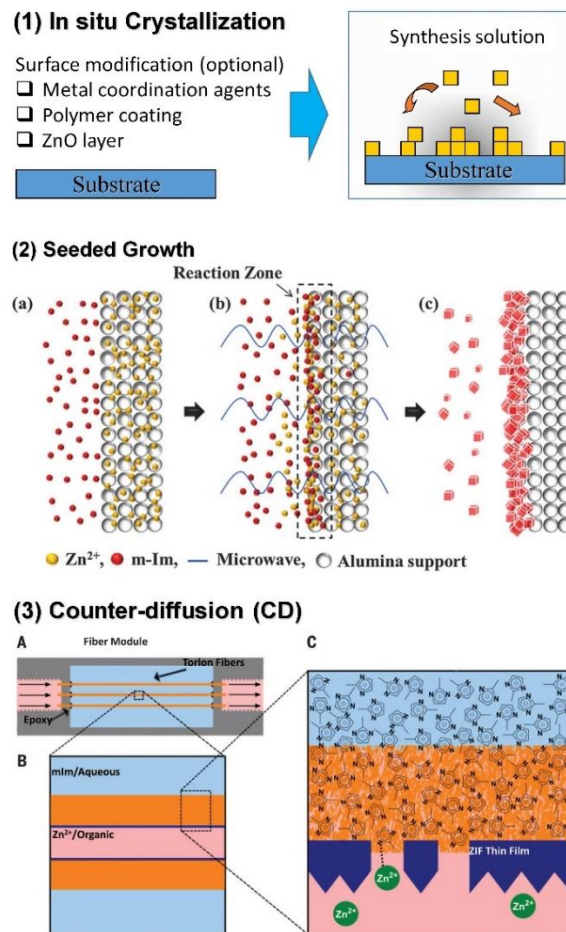 (1) In situ Crystallization
Surface modification (optional)
❑ Metal coordination agents
❑ Polymer coating
❑ ZnO layer
Substrate
Synthesis solution
Substrate
(2) Seeded Growth
Reaction Zone
(a)
(b)
(c)
Zn²⁺, m-Im, Microwave, Alumina support
(3) Counter-diffusion (CD)
A
Fiber Module
Torlon Fibers
Epoxy
B
mIm/Aqueous
Zn²⁺/Organic
C
ZIF Thin Film
Zn²⁺
Zn²⁺
Zn²⁺